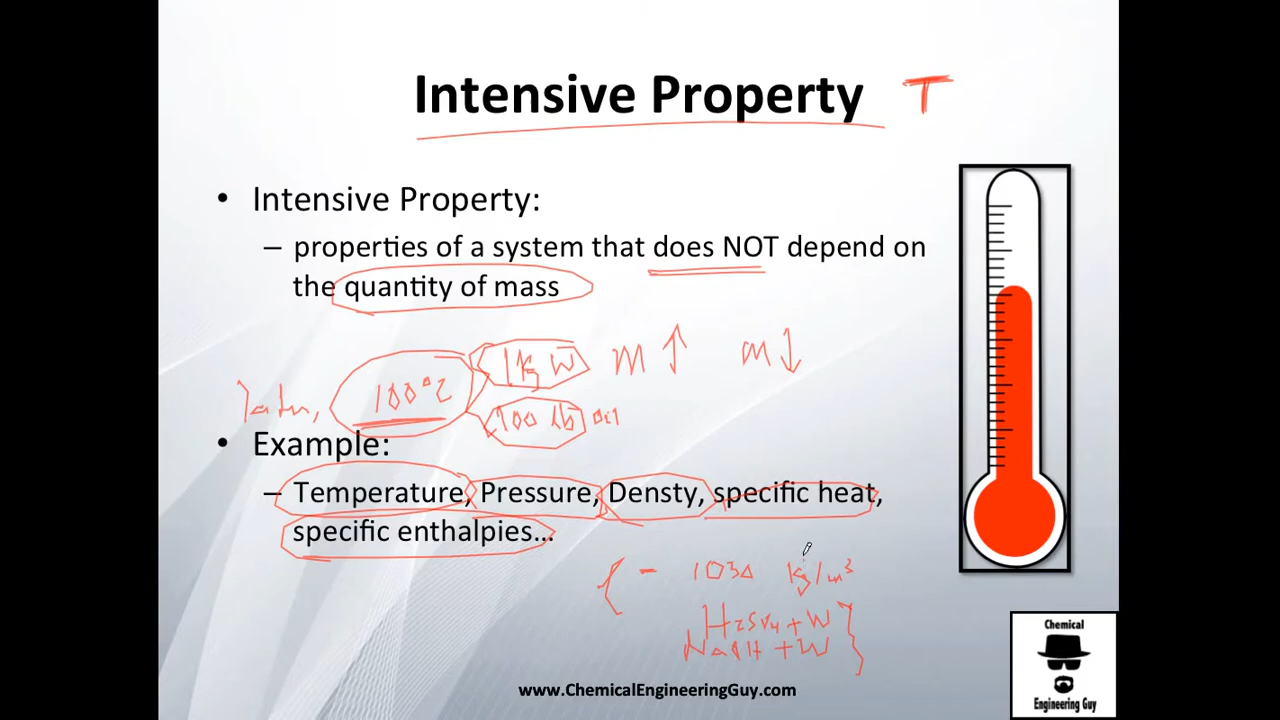 Intensive Property T
• Intensive Property:
– properties of a system that does NOT depend on
the quantity of mass
1kg W m ↑ m ↓
100°C
100 lb oil
• Example:
– Temperature, Pressure, Densty, specific heat,
specific enthalpies...
= 1030 kg/m³
H2SO4 + W
NaOH + W
Chemical
Engineering Guy
www.ChemicalEngineeringGuy.com